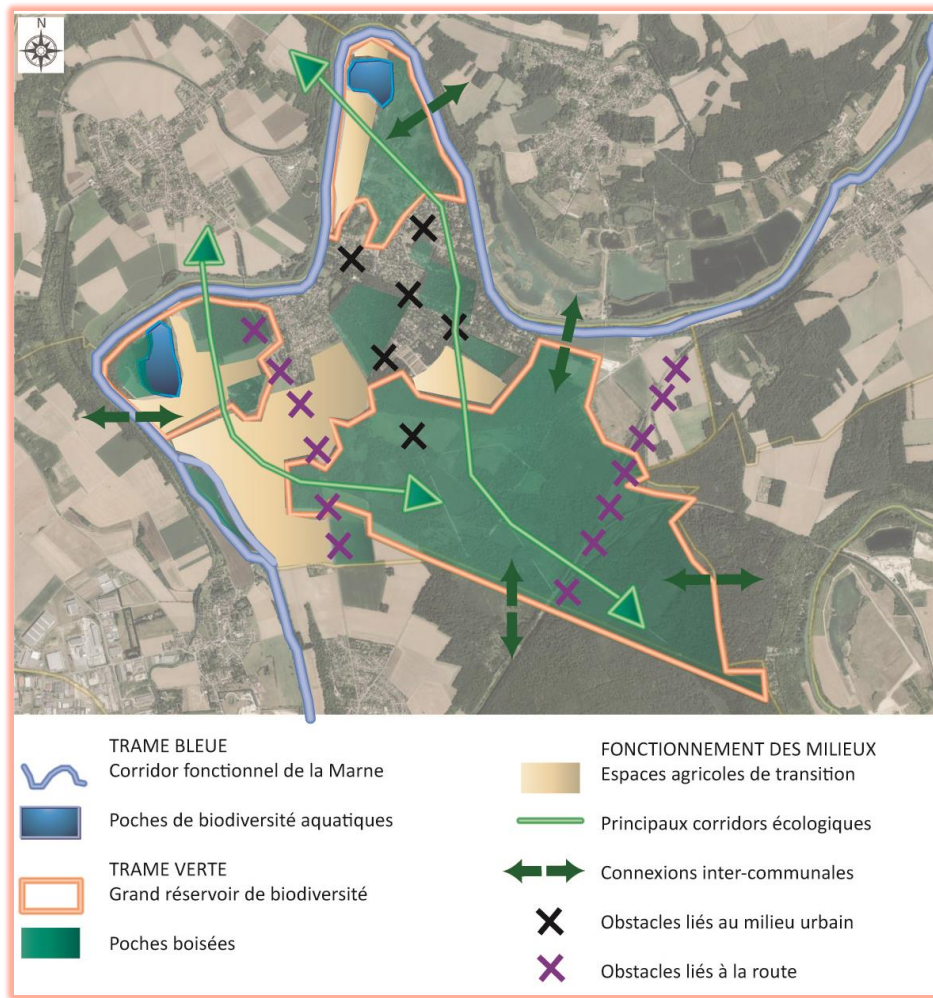 N
TRAME BLEUE
Corridor fonctionnel de la Marne
Poches de biodiversité aquatiques
TRAME VERTE
Grand réservoir de biodiversité
Poches boisées
FONCTIONNEMENT DES MILIEUX
Espaces agricoles de transition
Principaux corridors écologiques
Connexions inter-communales
Obstacles liés au milieu urbain
Obstacles liés à la route